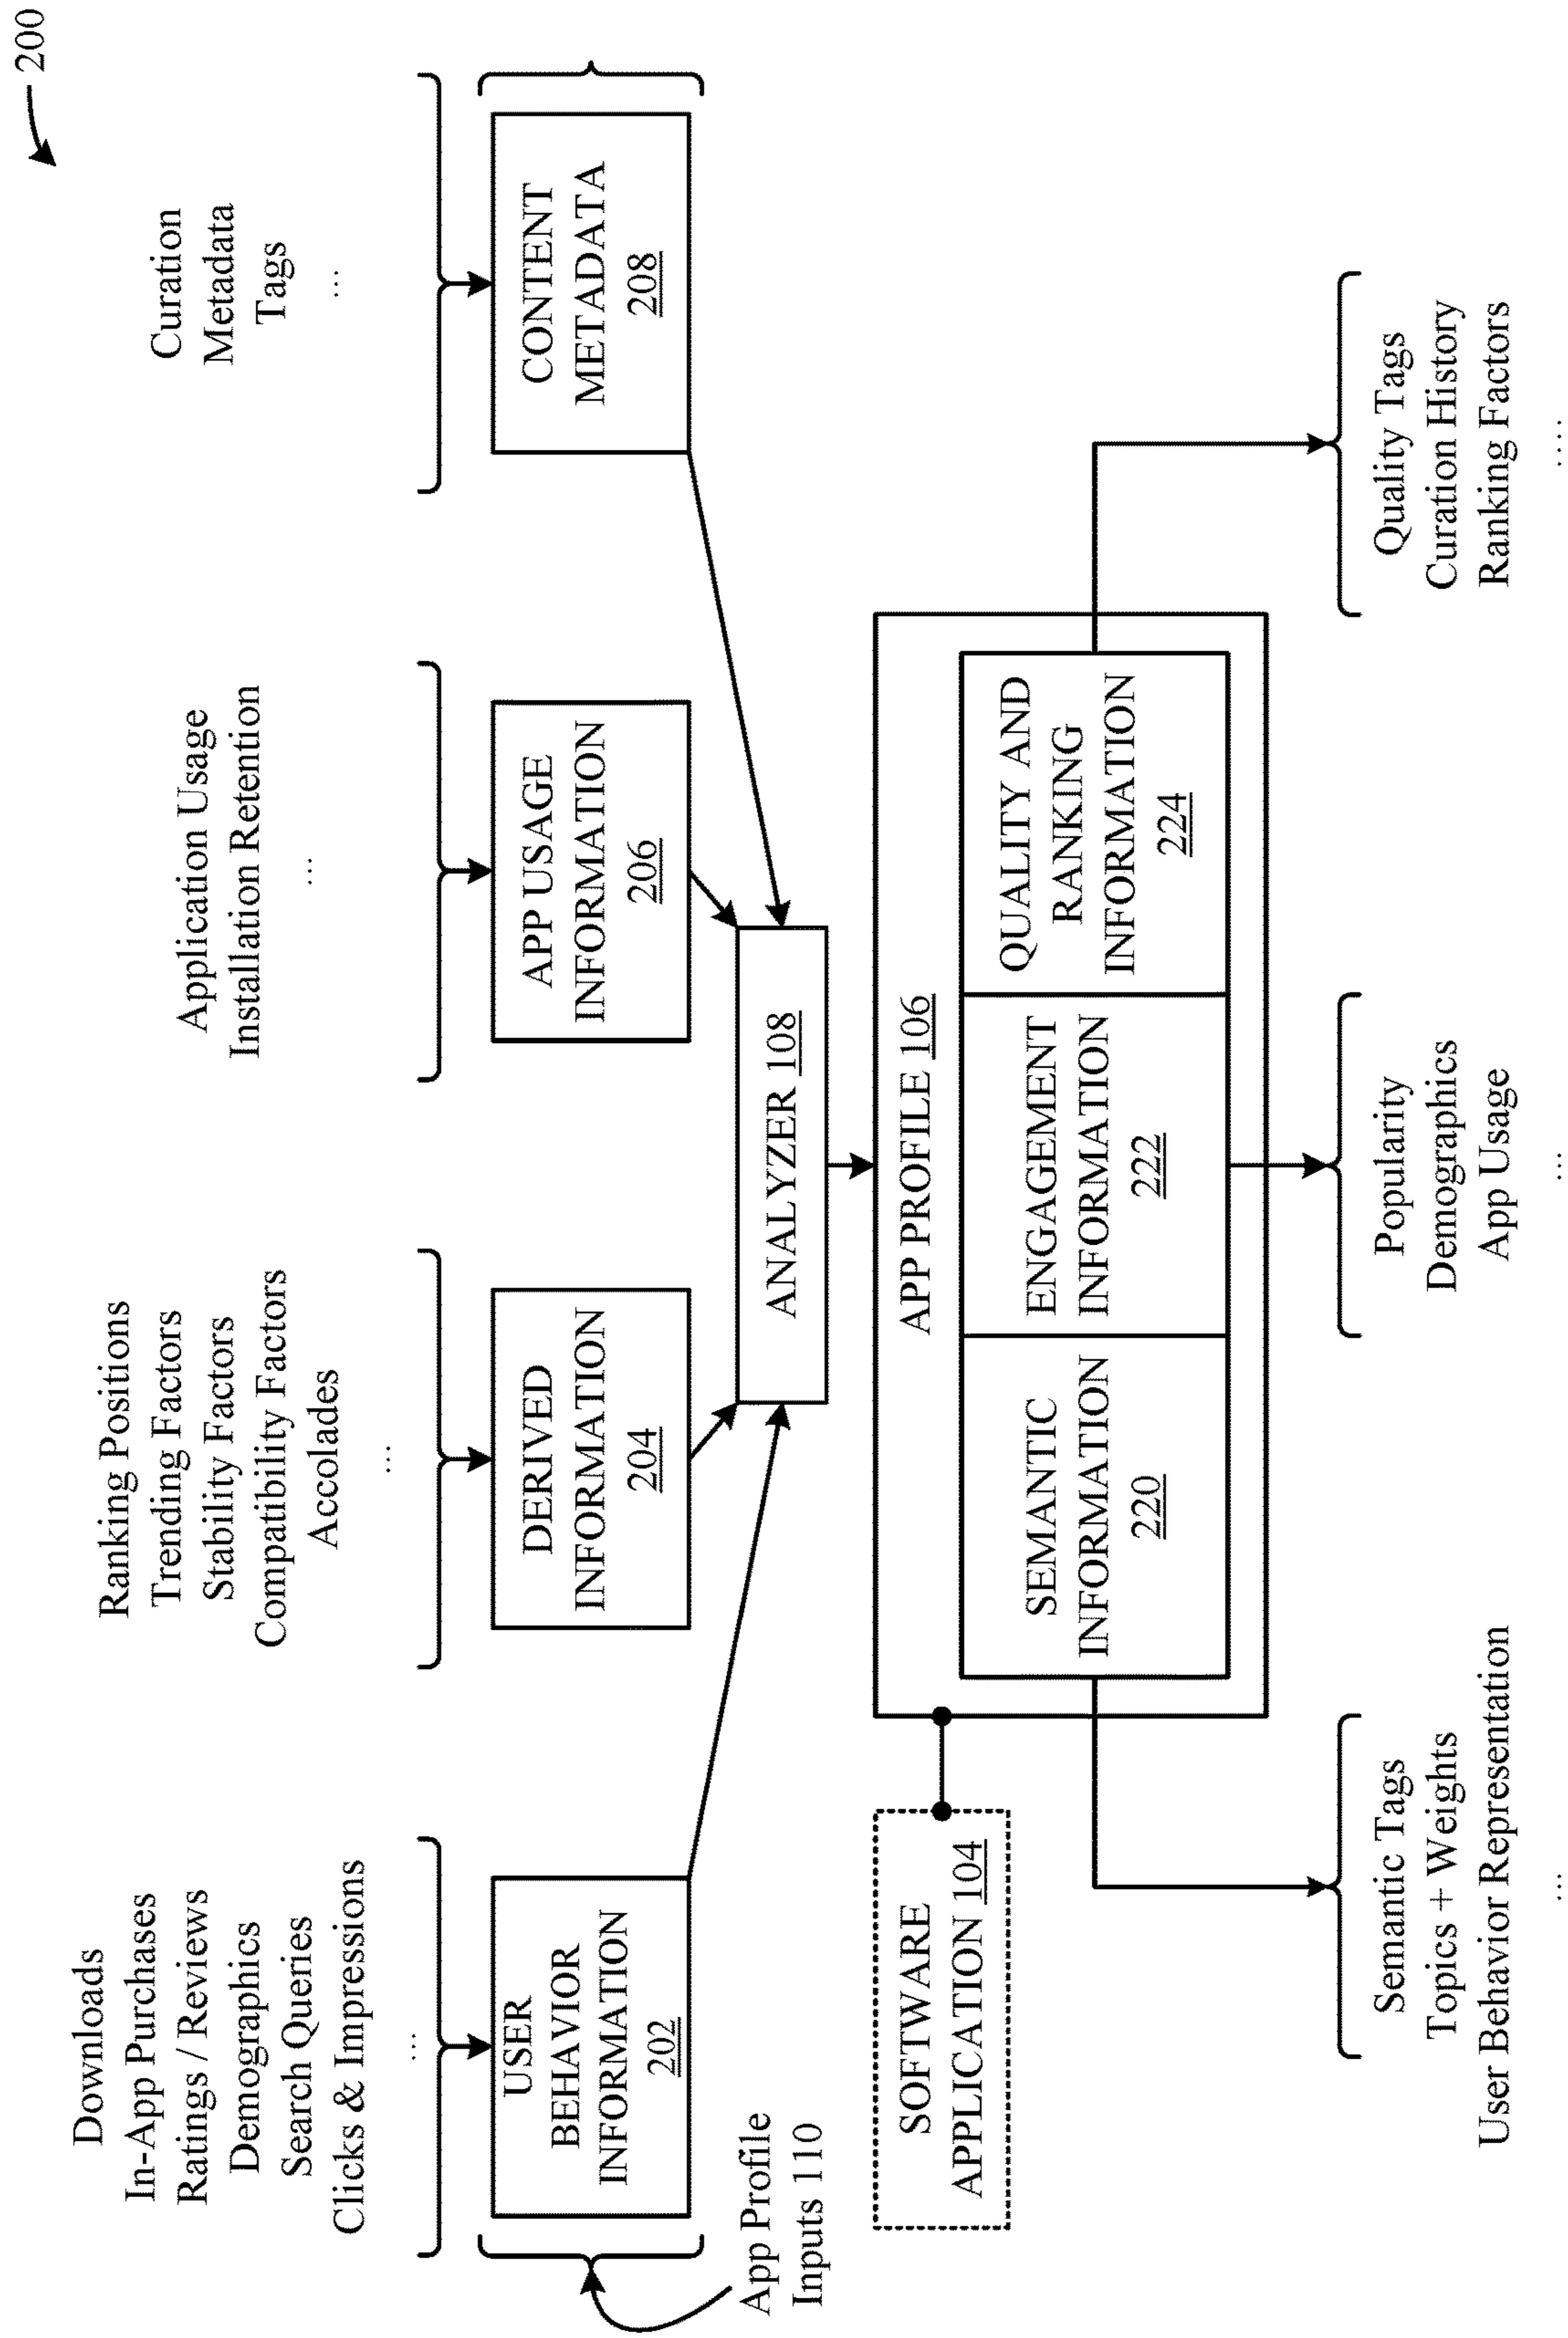 200
Downloads
In-App Purchases
Ratings / Reviews
Demographics
Search Queries
Clicks & Impressions
...
Ranking Positions
Trending Factors
Stability Factors
Compatibility Factors
Accolades
...
Application Usage
Installation Retention
...
Curation
Metadata
Tags
...
USER
BEHAVIOR
INFORMATION
202
DERIVED
INFORMATION
204
APP USAGE
INFORMATION
206
CONTENT
METADATA
208
App Profile
Inputs 110
ANALYZER 108
SOFTWARE
APPLICATION 104
APP PROFILE 106
SEMANTIC
INFORMATION
220
ENGAGEMENT
INFORMATION
222
QUALITY AND
RANKING
INFORMATION
224
Semantic Tags
Topics + Weights
User Behavior Representation
...
Popularity
Demographics
App Usage
...
Quality Tags
Curation History
Ranking Factors
....